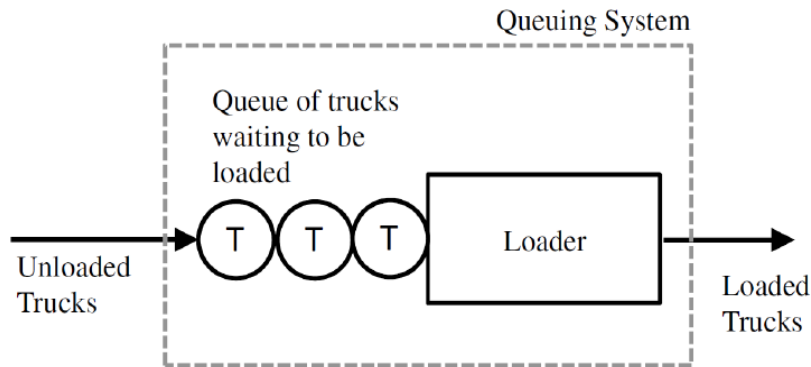 Queuing System
Queue of trucks
waiting to be
loaded
T T T
Loader
Unloaded
Trucks
Loaded
Trucks